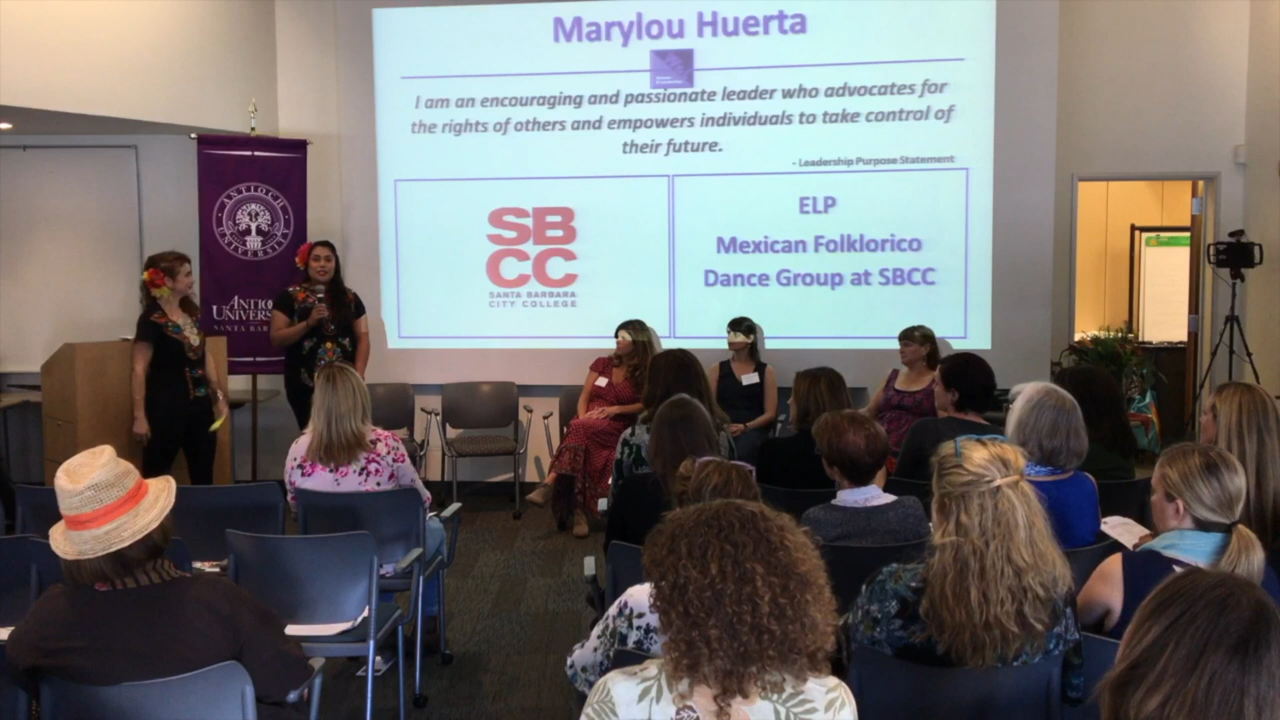 Marylou Huerta
I am an encouraging and passionate leader who advocates for
the rights of others and empowers individuals to take control of
their future.
- Leadership Purpose Statement
SB
CC
SANTA BARBARA
CITY COLLEGE
ELP
Mexican Folklorico
Dance Group at SBCC
ANTIOCH
UNIVERSITY